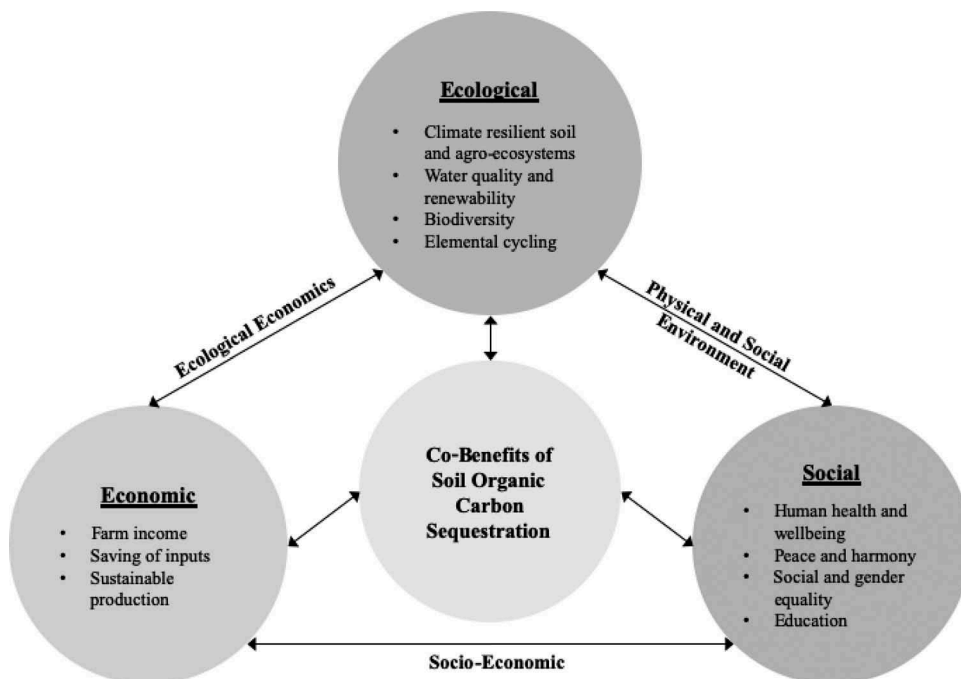 Ecological
• Climate resilient soil
and agro-ecosystems
• Water quality and
renewability
• Biodiversity
• Elemental cycling
Ecological Economics
Physical and Social
Environment
Co-Benefits of
Soil Organic
Carbon
Sequestration
Economic
• Farm income
• Saving of inputs
• Sustainable
production
Social
• Human health and
wellbeing
• Peace and harmony
• Social and gender
equality
• Education
Socio-Economic